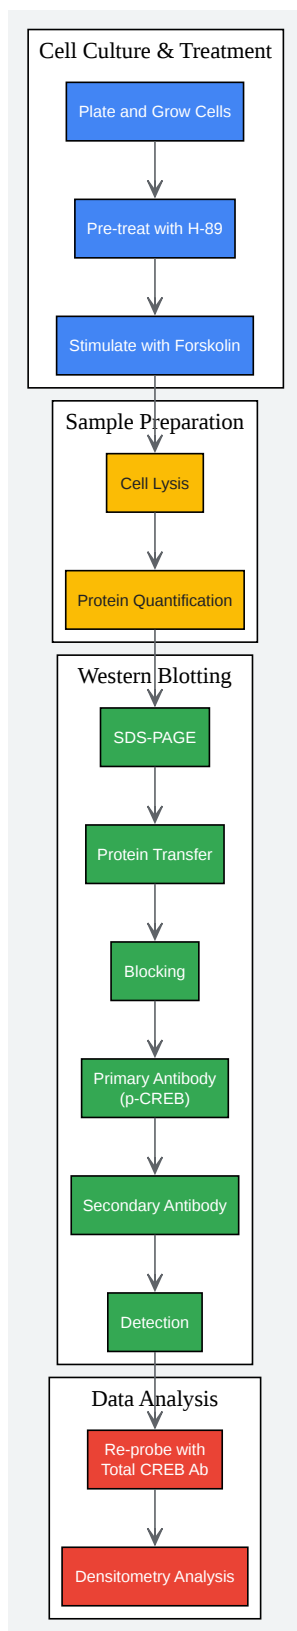 Cell Culture & Treatment
Plate and Grow Cells
Pre-treat with H-89
Stimulate with Forskolin
Sample Preparation
Cell Lysis
Protein Quantification
Western Blotting
SDS-PAGE
Protein Transfer
Blocking
Primary Antibody
(p-CREB)
Secondary Antibody
Detection
Data Analysis
Re-probe with
Total CREB Ab
Densitometry Analysis